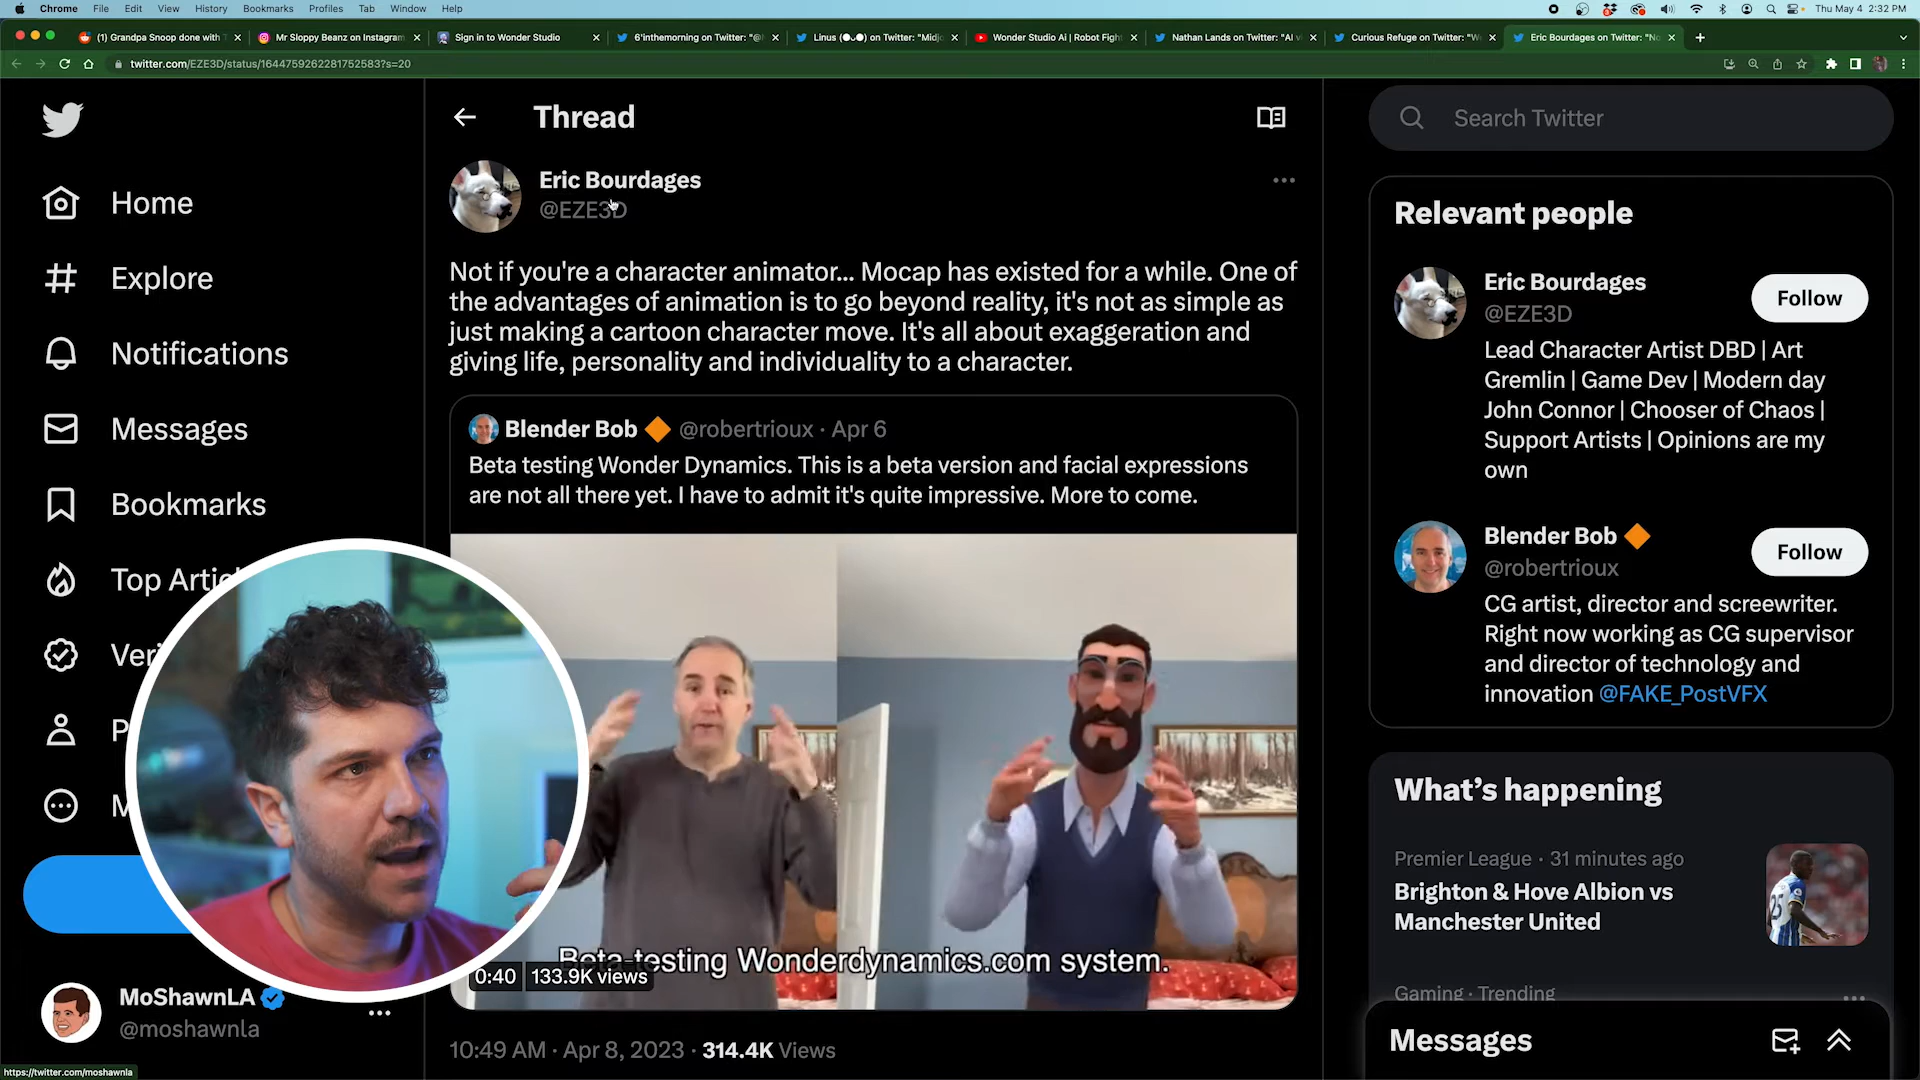 Chrome File Edit View History Bookmarks Profiles Tab Window Help
Thu May 4 2:32 PM
(1) Grandpa Snoop done with
Mr Sloppy Beanz on Instagram
Sign in to Wonder Studio
6'inthemorning on Twitter:
Linus (●ᴗ●) on Twitter: "Midj
Wonder Studio Ai | Robot Figh
Nathan Lands on Twitter: "AI v
Curious Refuge on Twitter: "W
Eric Bourdages on Twitter: "No
twitter.com/EZE3D/status/1644759262281752583?s=20
Home
Explore
Notifications
Messages
Bookmarks
Top Artic
Veri
P
M
MoShawnLA
@moshawnla
https://twitter.com/moshawnla
Thread
Eric Bourdages
@EZE3D
Not if you're a character animator... Mocap has existed for a while. One of
the advantages of animation is to go beyond reality, it's not as simple as
just making a cartoon character move. It's all about exaggeration and
giving life, personality and individuality to a character.
Blender Bob 🔶 @robertrioux · Apr 6
Beta testing Wonder Dynamics. This is a beta version and facial expressions
are not all there yet. I have to admit it's quite impressive. More to come.
Beta testing Wonderdynamics.com system.
0:40 133.9K views
10:49 AM · Apr 8, 2023 · 314.4K Views
Search Twitter
Relevant people
Eric Bourdages
@EZE3D
Follow
Lead Character Artist DBD | Art
Gremlin | Game Dev | Modern day
John Connor | Chooser of Chaos |
Support Artists | Opinions are my
own
Blender Bob 🔶
@robertrioux
Follow
CG artist, director and screewriter.
Right now working as CG supervisor
and director of technology and
innovation @FAKE_PostVFX
What's happening
Premier League · 31 minutes ago
Brighton & Hove Albion vs
Manchester United
25
Gaming · Trending
Messages